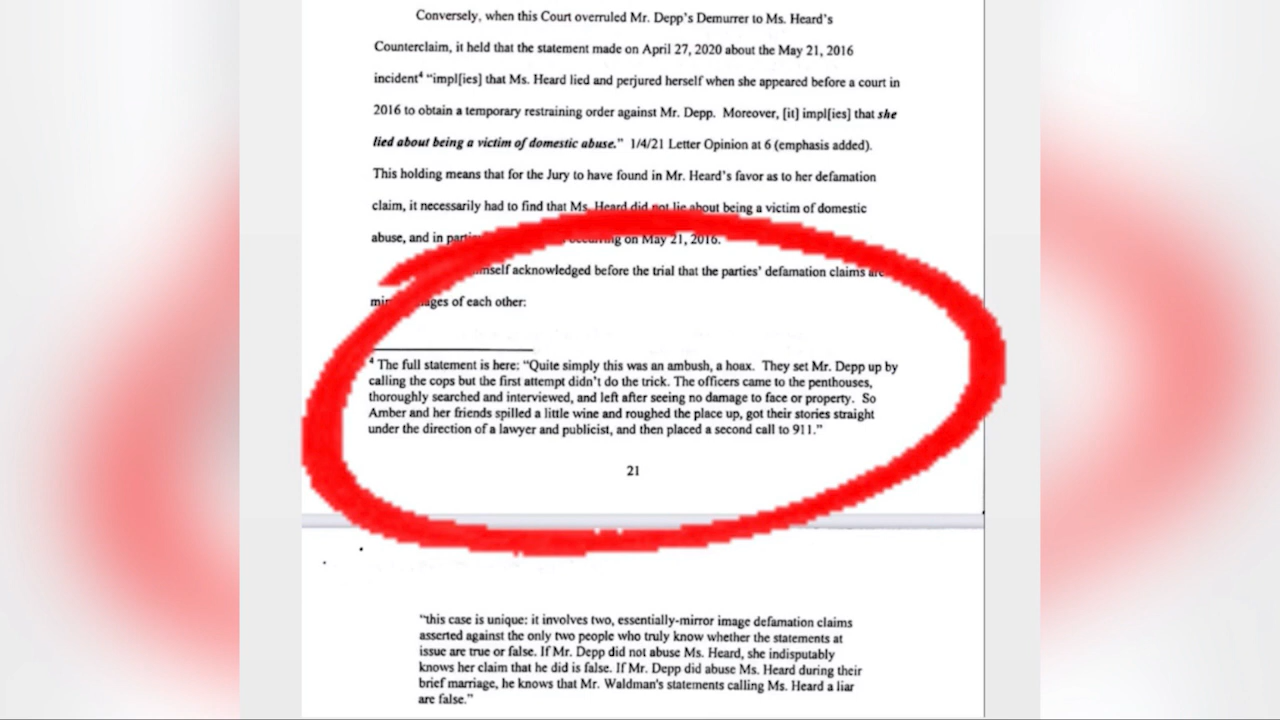 Conversely, when this Court overruled Mr. Depp's Demurrer to Ms. Heard's
Counterclaim, it held that the statement made on April 27, 2020 about the May 21, 2016
incident⁴ "impl[ies] that Ms. Heard lied and perjured herself when she appeared before a court in
2016 to obtain a temporary restraining order against Mr. Depp. Moreover, [it] impl[ies] that she
lied about being a victim of domestic abuse." 1/4/21 Letter Opinion at 6 (emphasis added).
This holding means that for the Jury to have found in Mr. Heard's favor as to her defamation
claim, it necessarily had to find that Ms. Heard did not lie about being a victim of domestic
abuse, and in on May 21, 2016.
acknowledged before the trial that the parties' defamation claims are
of each other:
⁴ The full statement is here: "Quite simply this was an ambush, a hoax. They set Mr. Depp up by
calling the cops but the first attempt didn't do the trick. The officers came to the penthouses,
thoroughly searched and interviewed, and left after seeing no damage to face or property. So
Amber and her friends spilled a little wine and roughed the place up, got their stories straight
under the direction of a lawyer and publicist, and then placed a second call to 911."
21
"this case is unique: it involves two, essentially-mirror image defamation claims
asserted against the only two people who truly know whether the statements at
issue are true or false. If Mr. Depp did not abuse Ms. Heard, she indisputably
knows her claim that he did is false. If Mr. Depp did abuse Ms. Heard during their
brief marriage, he knows that Mr. Waldman's statements calling Ms. Heard a liar
are false."